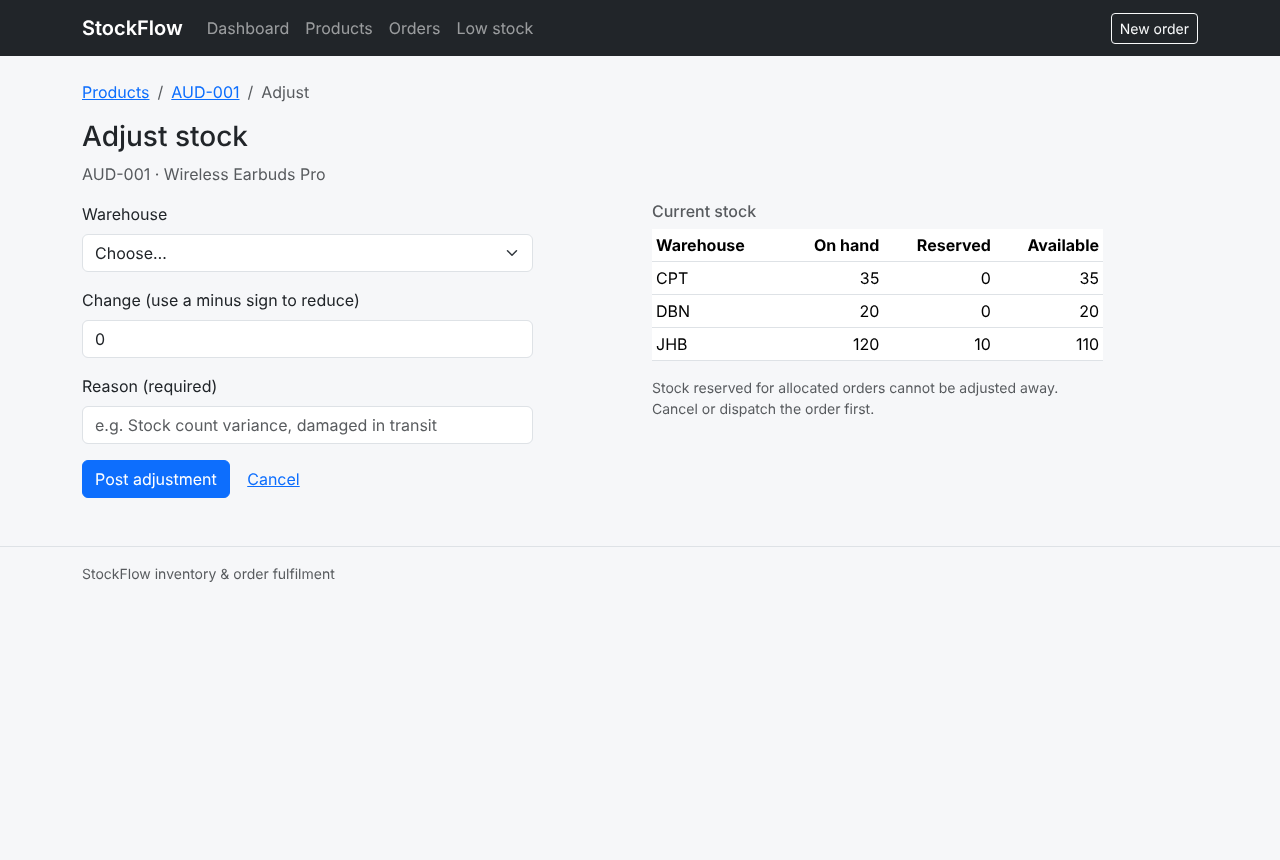 StockFlow Dashboard Products Orders Low stock New order
Products / AUD-001 / Adjust
Adjust stock
AUD-001 · Wireless Earbuds Pro
Warehouse
Choose...
Change (use a minus sign to reduce)
0
Reason (required)
e.g. Stock count variance, damaged in transit
Post adjustment Cancel
Current stock
Warehouse On hand Reserved Available
CPT 35 0 35
DBN 20 0 20
JHB 120 10 110
Stock reserved for allocated orders cannot be adjusted away.
Cancel or dispatch the order first.
StockFlow inventory & order fulfilment